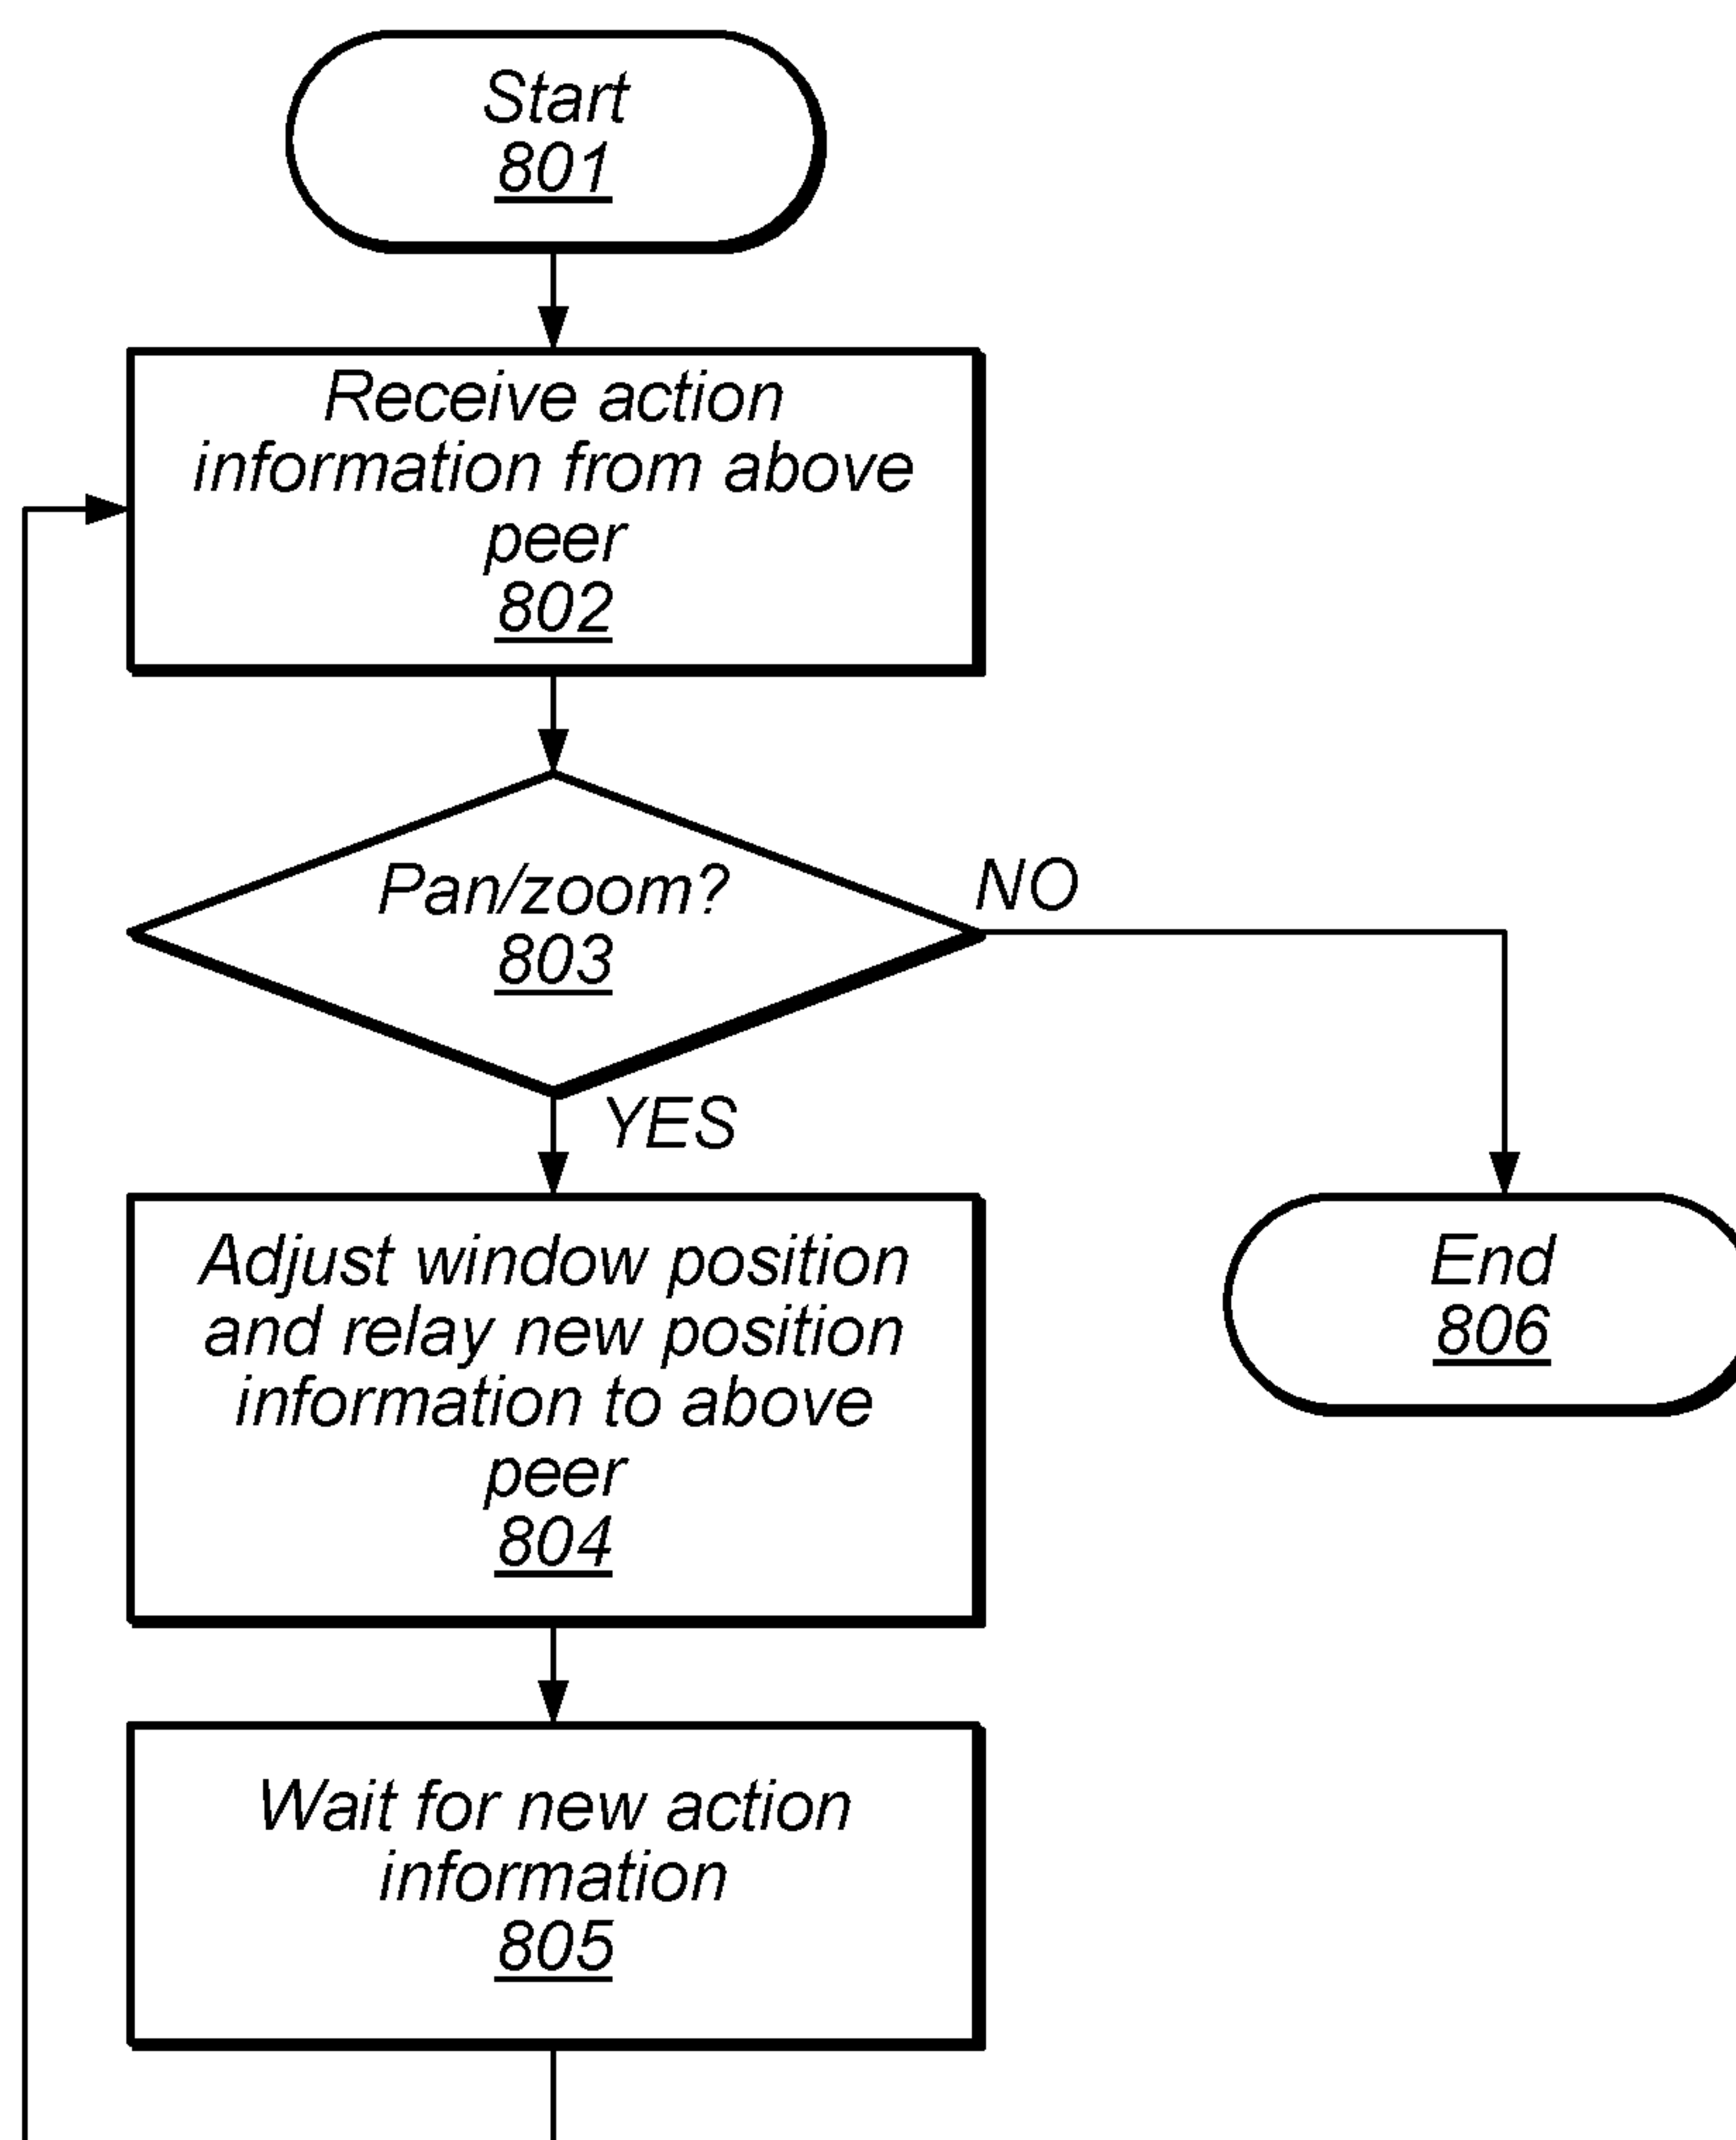 Start
801
Receive action
information from above
peer
802
Pan/zoom?
803
NO
YES
Adjust window position
and relay new position
information to above
peer
804
End
806
Wait for new action
information
805